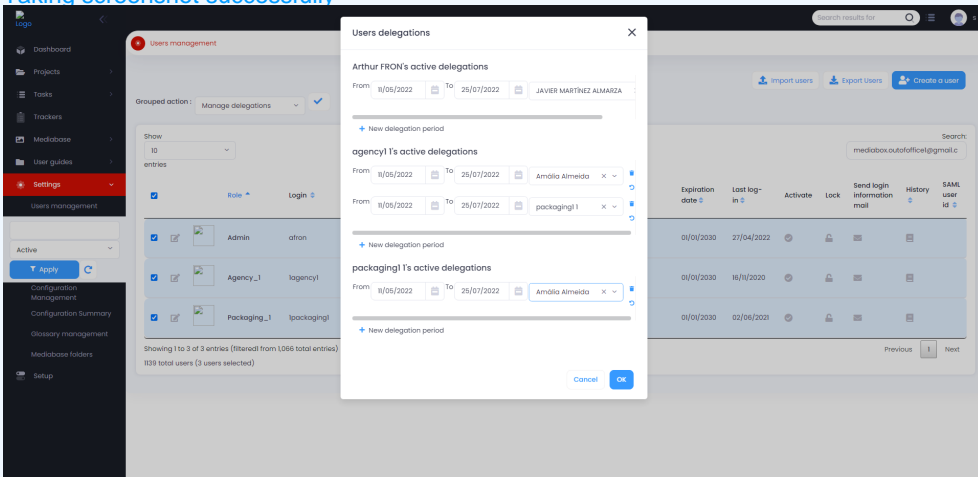 Taking screenshot successfully
Logo
Search results for
s
Dashboard
Projects
Tasks
Trackers
Mediabase
User guides
Settings
Users management
Active
Apply
Configuration Management
Configuration Summary
Glossary management
Mediabase folders
Setup
Users management
Import users
Export Users
Create a user
Grouped action :
Manage delegations
Show
10
entries
Search:
mediabox.outofoffice1@gmail.c
Role
Login
Expiration date
Last log-in
Activate
Lock
Send login information mail
History
SAML user id
Admin
afron
01/01/2030
27/04/2022
Agency_1
1agency1
01/01/2030
16/11/2020
Packaging_1
1packaging1
01/01/2030
02/06/2021
Showing 1 to 3 of 3 entries (filtered1 from 1,066 total entries)
1139 total users (3 users selected)
Previous
1
Next
Users delegations
Arthur FRON's active delegations
From
11/05/2022
To
25/07/2022
JAVIER MARTÍNEZ ALMARZA
+ New delegation period
agency1 1's active delegations
From
11/05/2022
To
25/07/2022
Amália Almeida
From
11/05/2022
To
25/07/2022
packaging1 1
+ New delegation period
packaging1 1's active delegations
From
11/05/2022
To
25/07/2022
Amália Almeida
+ New delegation period
Cancel
OK